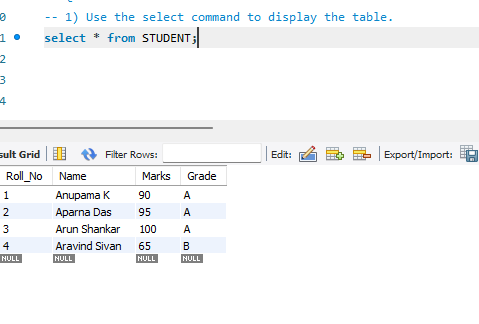 0
-- 1) Use the select command to display the table.
1 select * from STUDENT;
2
3
4
sult Grid Filter Rows: Edit: Export/Import:
Roll_No Name Marks Grade
1 Anupama K 90 A
2 Aparna Das 95 A
3 Arun Shankar 100 A
4 Aravind Sivan 65 B
NULL NULL NULL NULL